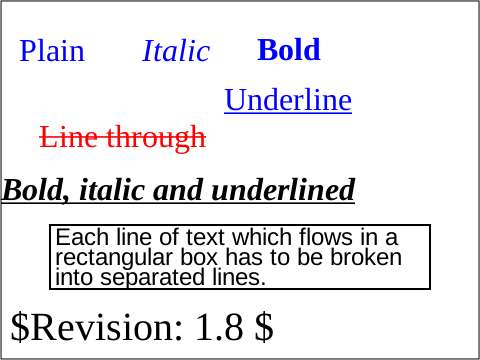 Plain Italic Bold
Underline
Line through
Bold, italic and underlined
Each line of text which flows in a
rectangular box has to be broken
into separated lines.
$Revision: 1.8 $